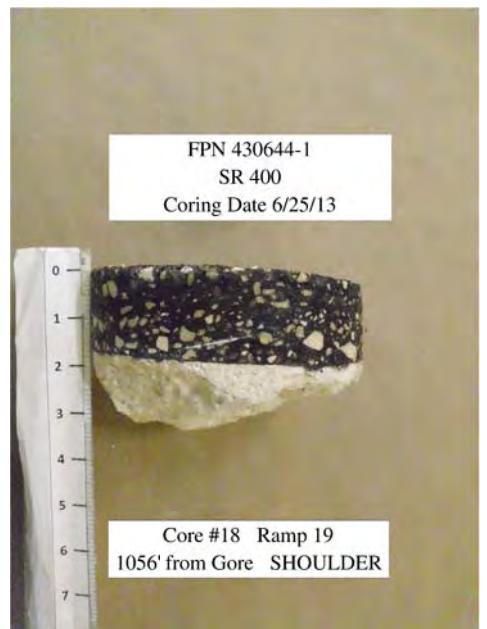 FPN 430644-1
SR 400
Coring Date 6/25/13
0
1
2
3
4
5
6
7
Core #18 Ramp 19
1056' from Gore SHOULDER